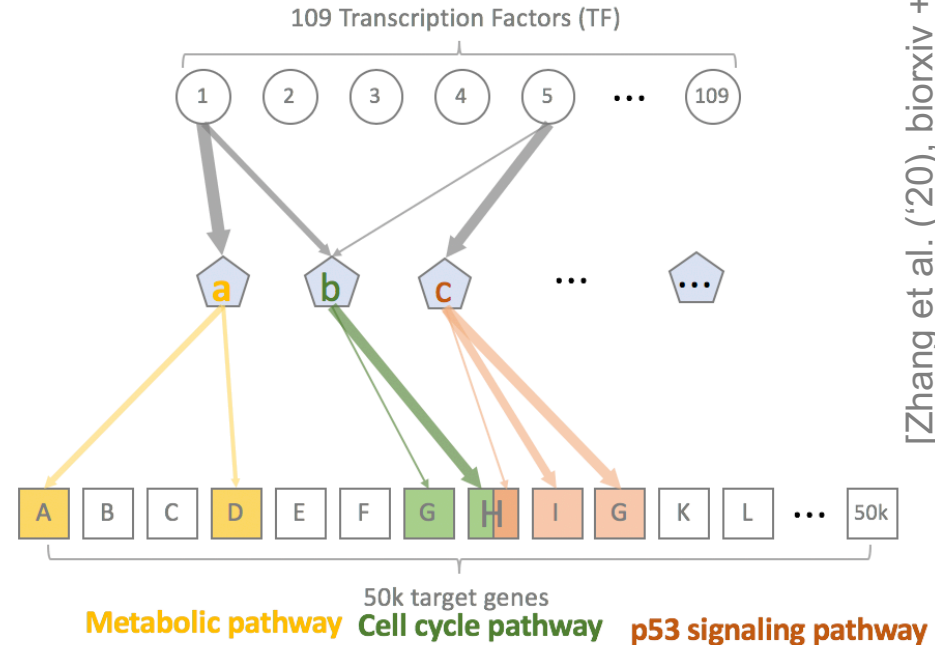 109 Transcription Factors (TF)
1 2 3 4 5 ... 109
a b c ... ...
A B C D E F G H I G K L ... 50k
50k target genes
Metabolic pathway Cell cycle pathway p53 signaling pathway
[Zhang et al. (‘20), biorxiv +